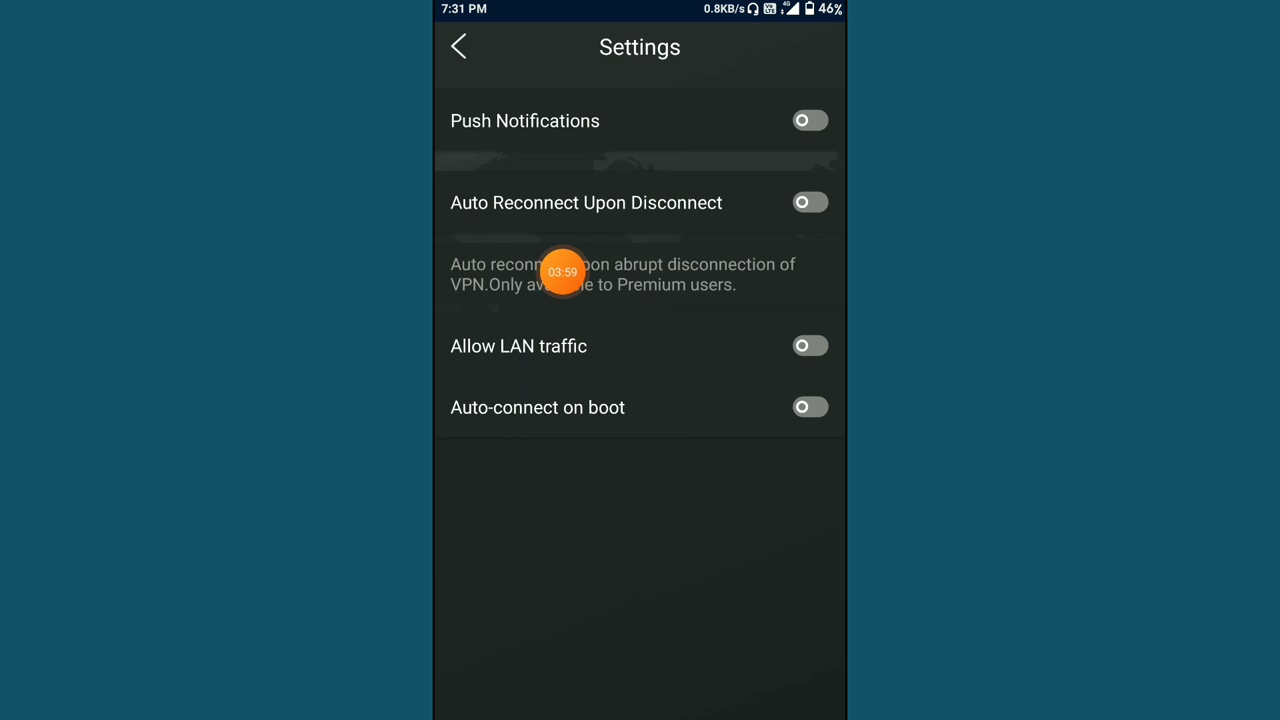 7:31 PM 0.8KB/s 4G 46%
Settings
Push Notifications
Auto Reconnect Upon Disconnect
Auto reconn pon abrupt disconnection of
VPN.Only av e to Premium users.
03:59
Allow LAN traffic
Auto-connect on boot